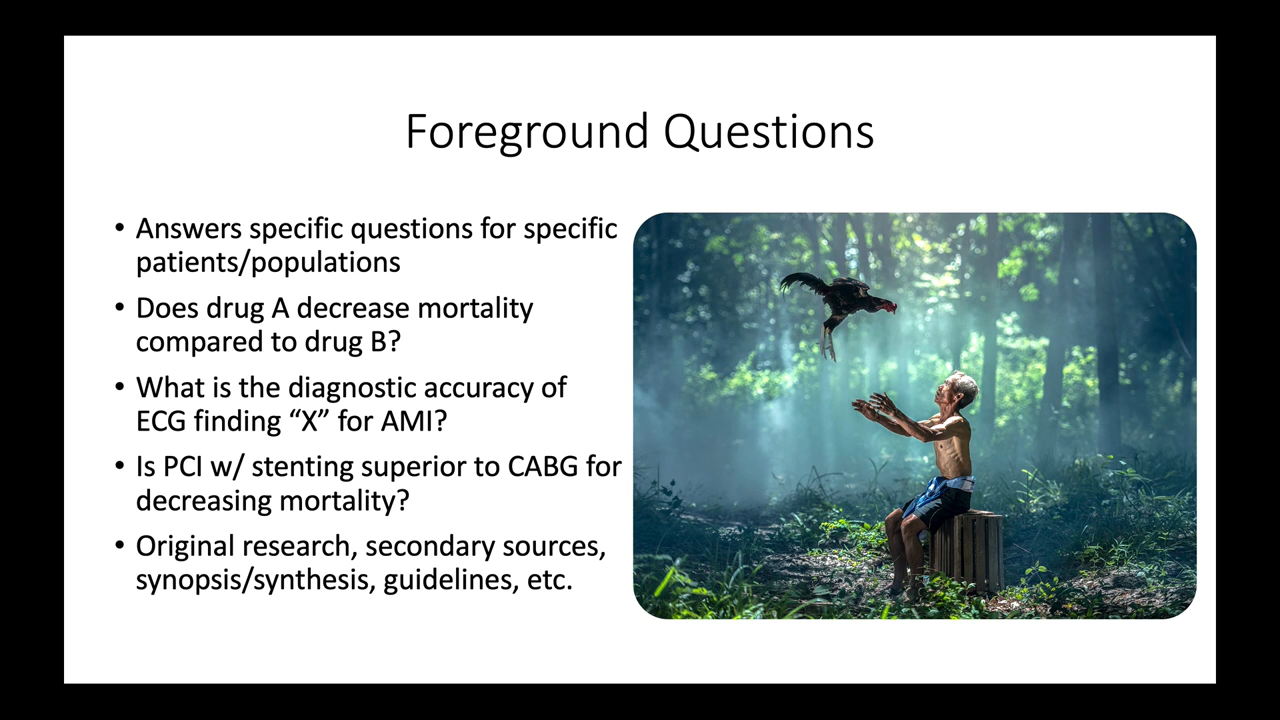 Foreground Questions
• Answers specific questions for specific
patients/populations
• Does drug A decrease mortality
compared to drug B?
• What is the diagnostic accuracy of
ECG finding “X” for AMI?
• Is PCI w/ stenting superior to CABG for
decreasing mortality?
• Original research, secondary sources,
synopsis/synthesis, guidelines, etc.